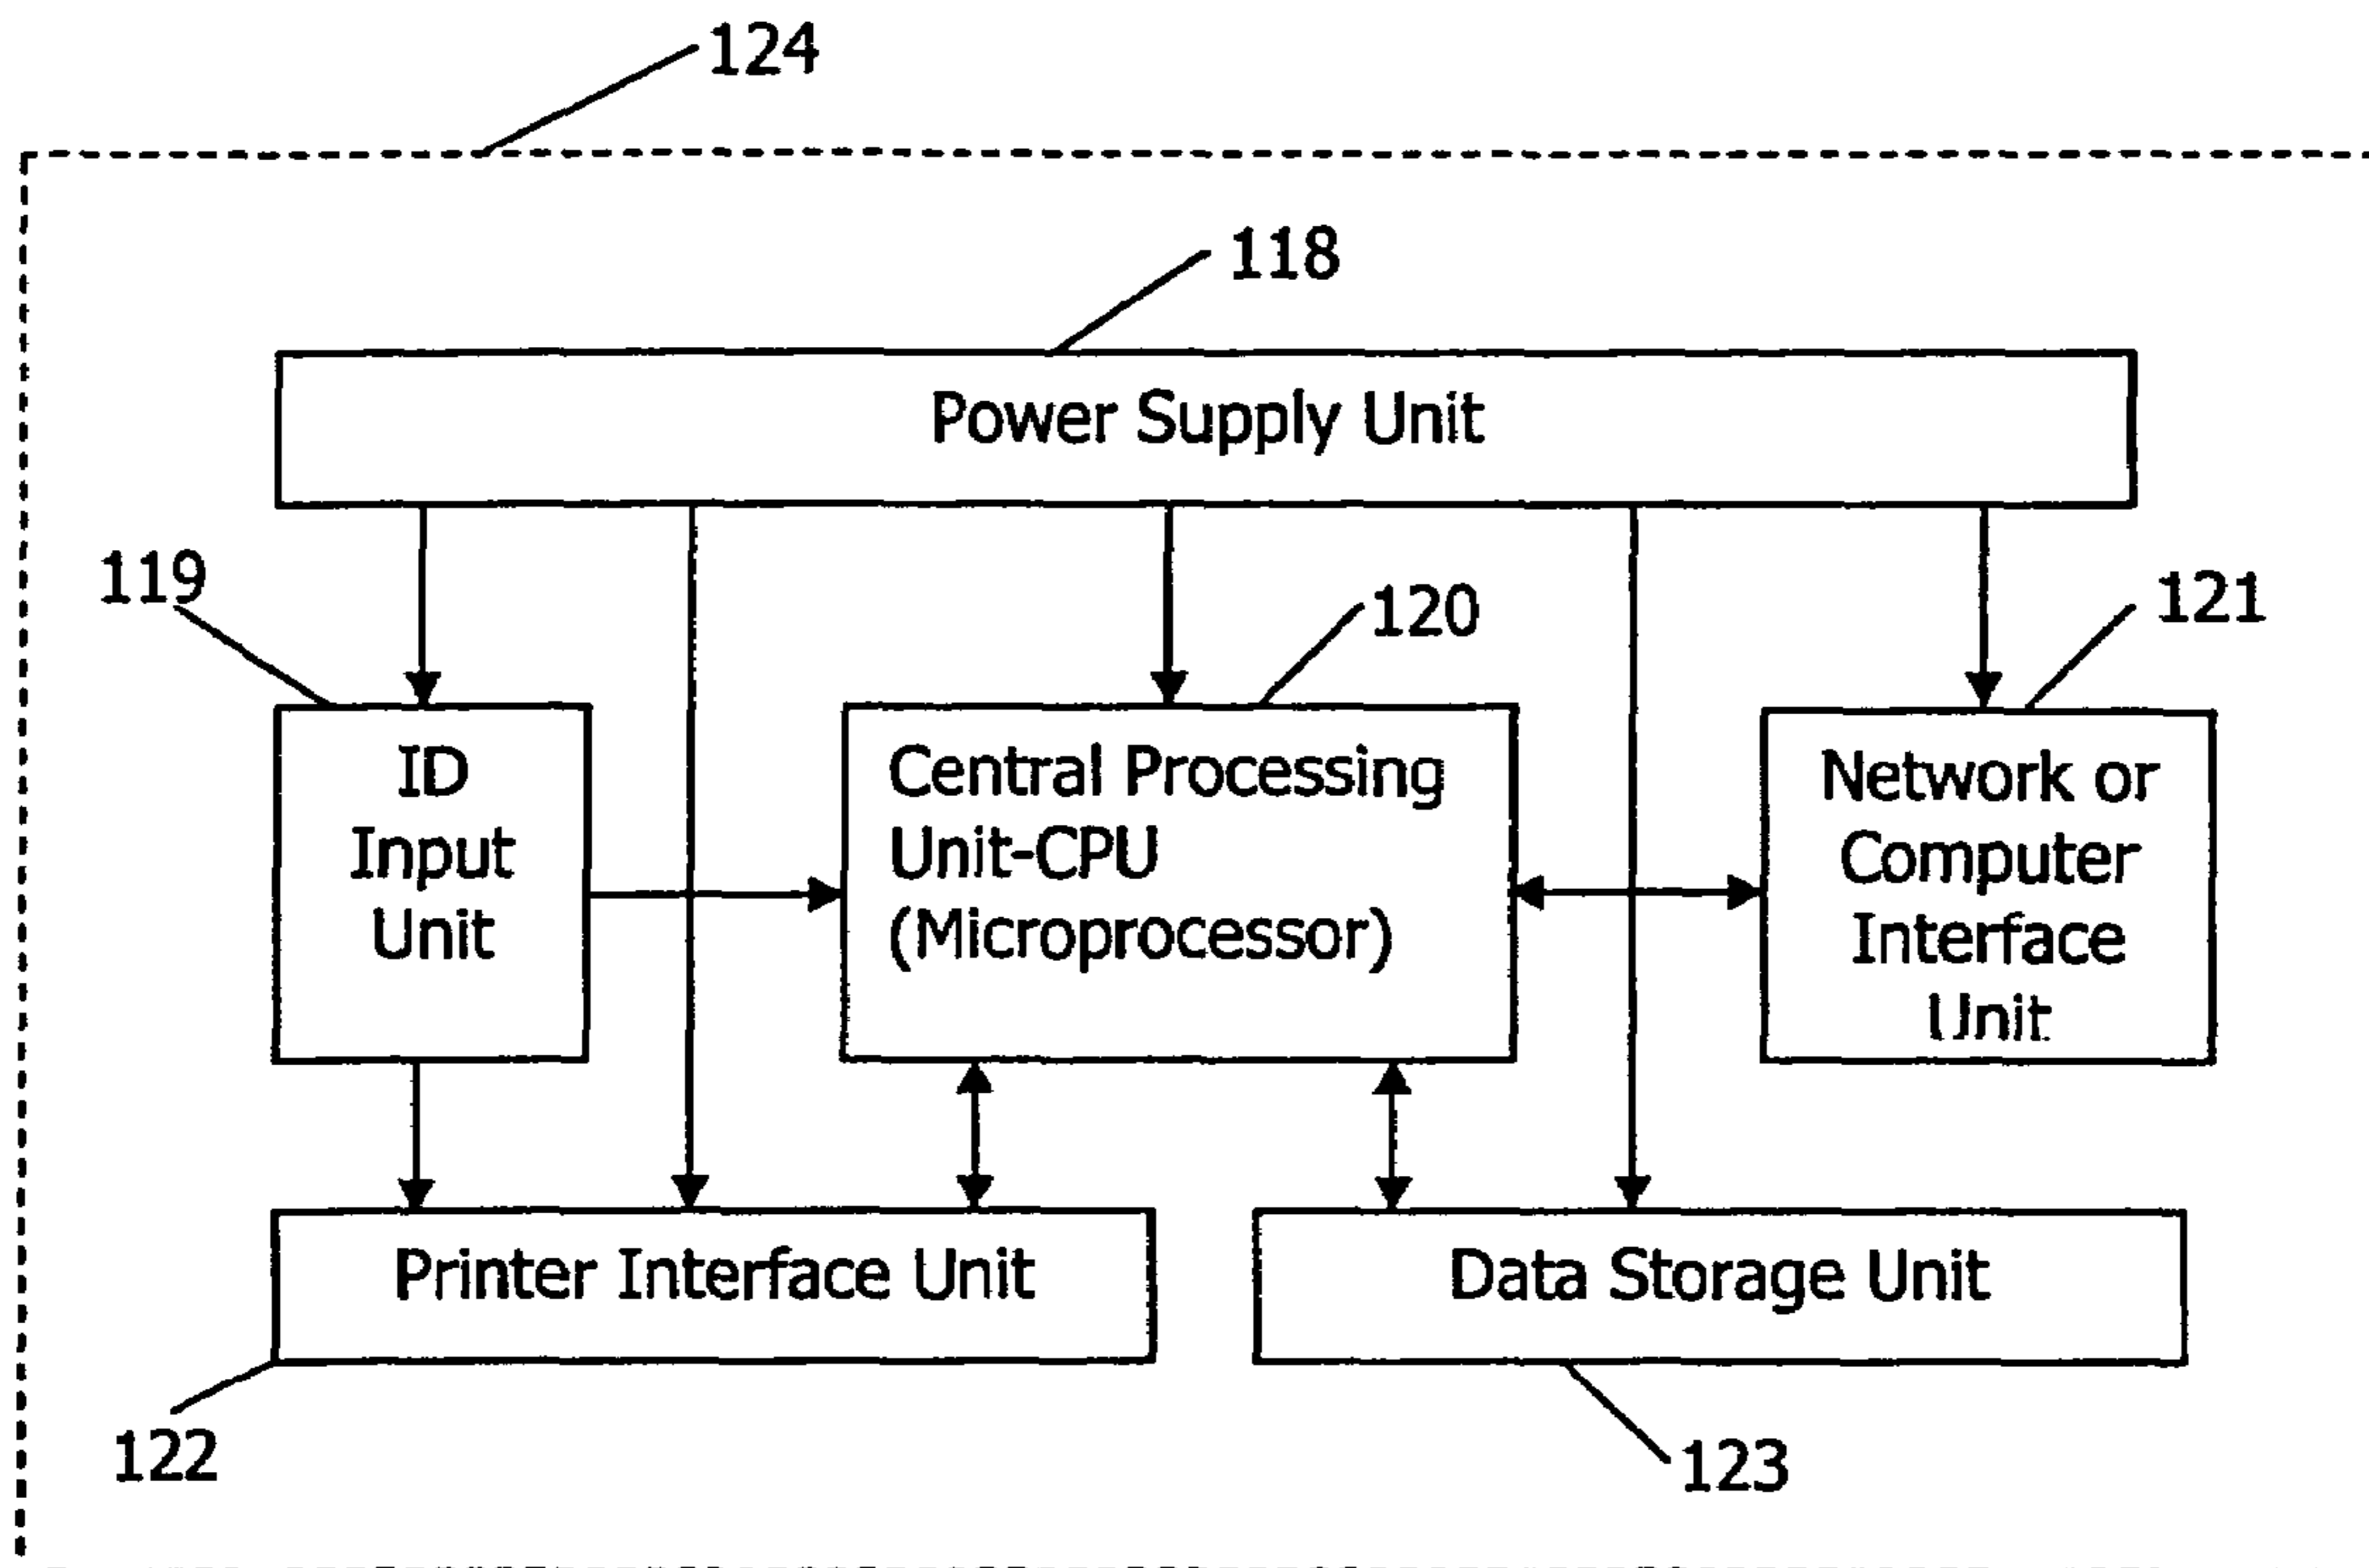 124
118
Power Supply Unit
119
120
121
ID
Input
Unit
Central Processing
Unit-CPU
(Microprocessor)
Network or
Computer
Interface
Unit
Printer Interface Unit
Data Storage Unit
122
123